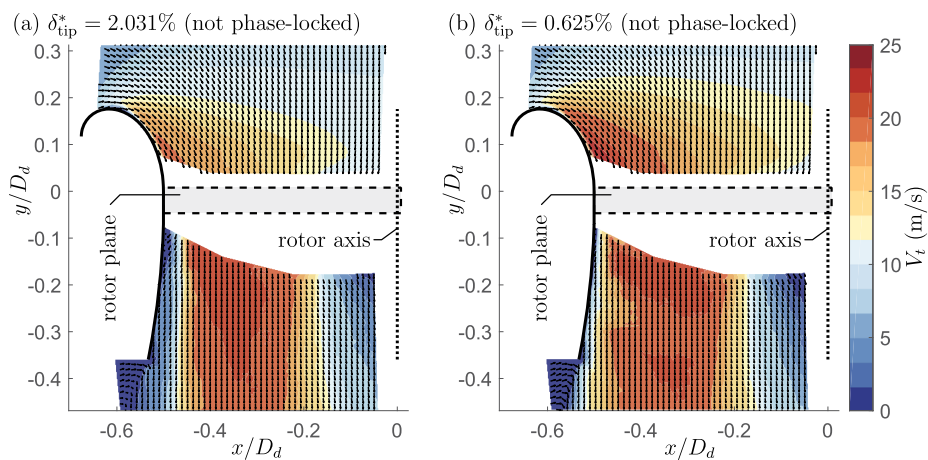 (a) δ*tip = 2.031% (not phase-locked)
(b) δ*tip = 0.625% (not phase-locked)
0.3
0.2
0.1
0
-0.1
-0.2
-0.3
-0.4
y/Dd
rotor plane
rotor axis
-0.6
-0.4
-0.2
0
x/Dd
0.3
0.2
0.1
0
-0.1
-0.2
-0.3
-0.4
y/Dd
rotor plane
rotor axis
-0.6
-0.4
-0.2
0
x/Dd
25
20
15
10
5
0
Vt (m/s)